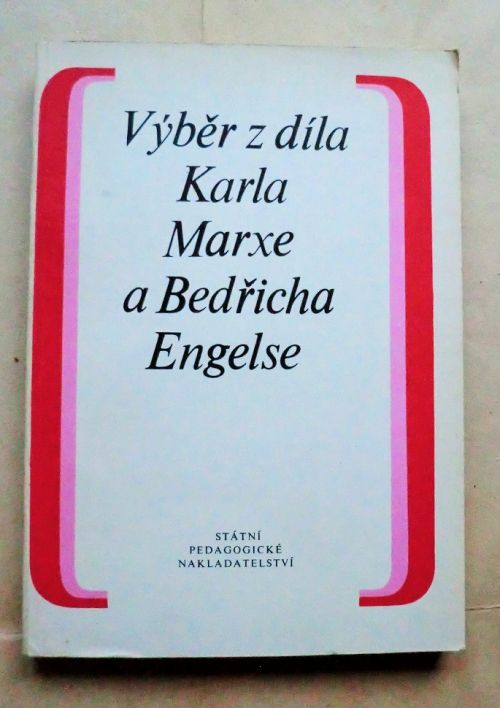 Výběr z díla
Karla
Marxe
a Bedřicha
Engelse
STÁTNÍ
PEDAGOGICKÉ
NAKLADATELSTVÍ